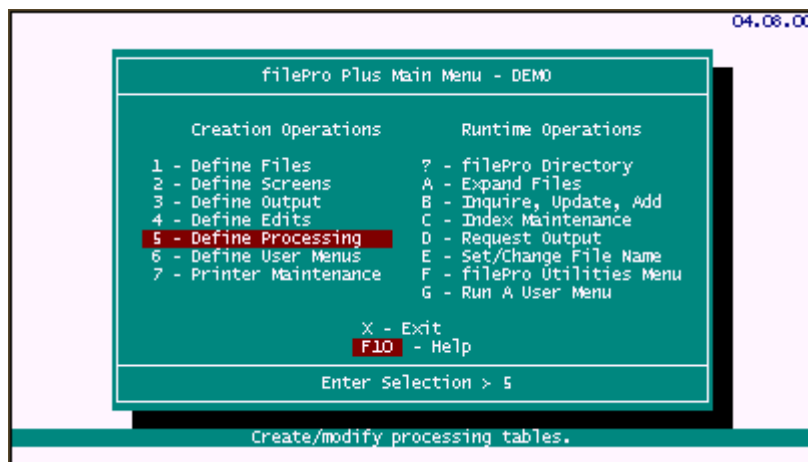 04.08.00
filePro Plus Main Menu - DEMO
Creation Operations
1 - Define Files
2 - Define Screens
3 - Define Output
4 - Define Edits
5 - Define Processing
6 - Define User Menus
7 - Printer Maintenance
Runtime Operations
? - filePro Directory
A - Expand Files
B - Inquire, Update, Add
C - Index Maintenance
D - Request Output
E - Set/Change File Name
F - filePro Utilities Menu
G - Run A User Menu
X - Exit
F10 - Help
Enter Selection > 5
Create/modify processing tables.